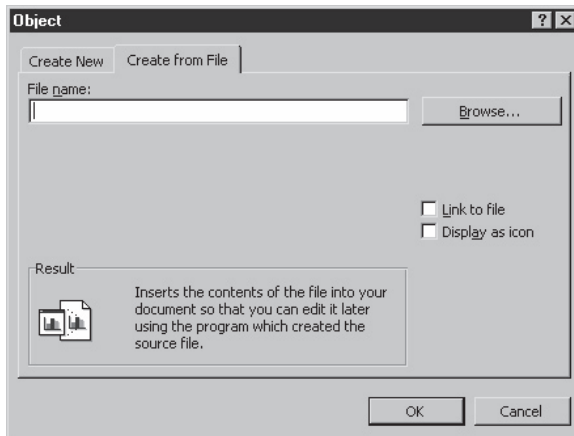 Object
Create New
Create from File
File name:
Browse...
Link to file
Display as icon
Result
Inserts the contents of the file into your
document so that you can edit it later
using the program which created the
source file.
OK
Cancel